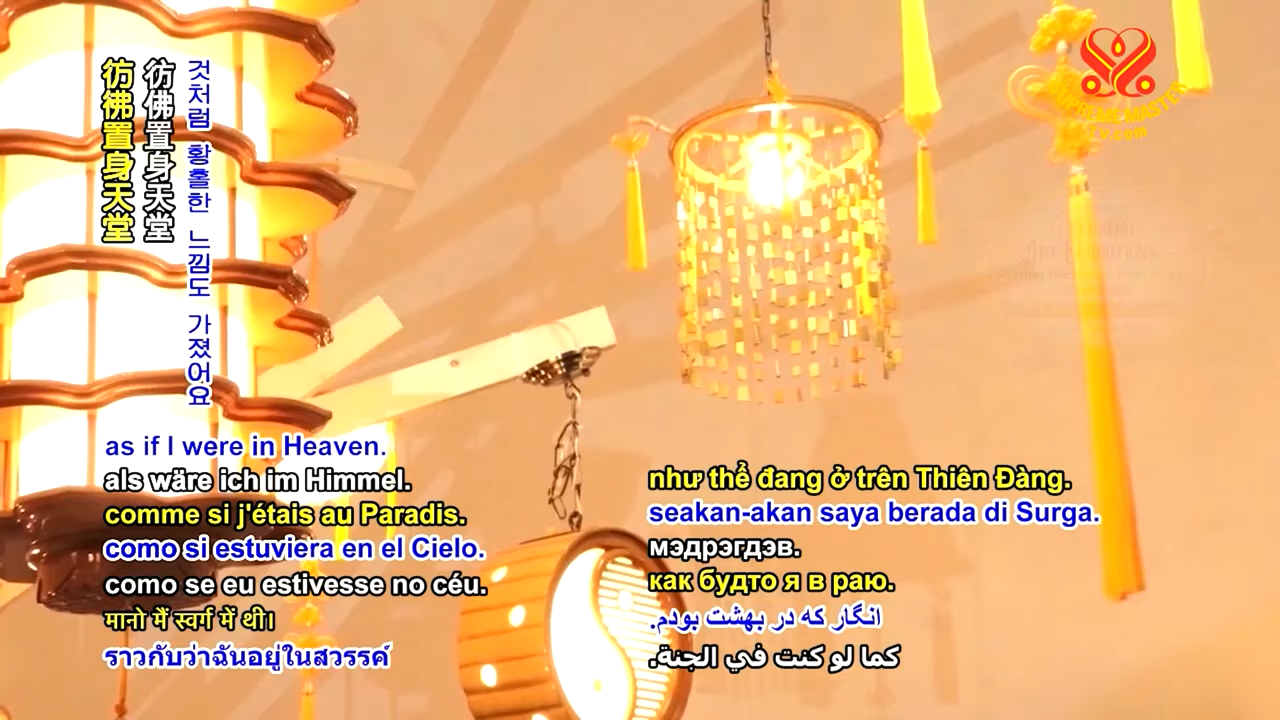 彷彿置身天堂
彷佛置身天堂
것처럼 황홀한 느낌도 가졌어요
as if I were in Heaven.
als wäre ich im Himmel.
comme si j'étais au Paradis.
como si estuviera en el Cielo.
como se eu estivesse no céu.
मानो मैं स्वर्ग में थी।
ราวกับว่าฉันอยู่ในสวรรค์
như thể đang ở trên Thiên Đàng.
seakan-akan saya berada di Surga.
мэдрэгдэв.
как будто я в раю.
انگار که در بهشت بودم.
كما لو كنت في الجنة.
SUPREME MASTER
TV.com